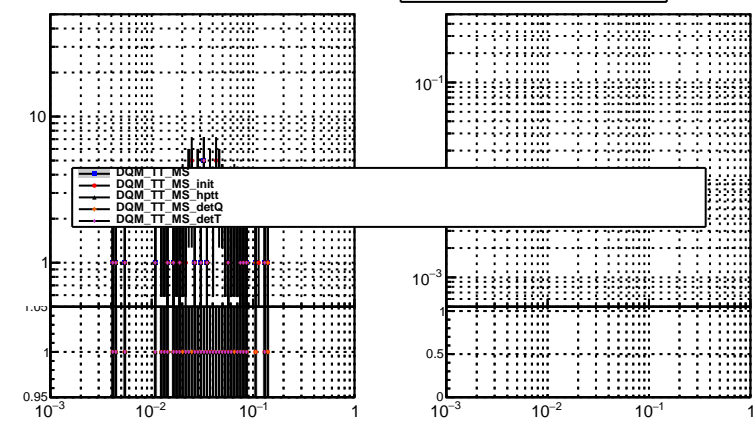 10
1
1.05
1
0.95
10⁻³ 10⁻² 10⁻¹ 1
DQM_TT_MS
DQM_TT_MS_init
DQM_TT_MS_hptt
DQM_TT_MS_detQ
DQM_TT_MS_detT
10⁻¹
10⁻³
1
0.5
0
10⁻³ 10⁻² 10⁻¹ 1